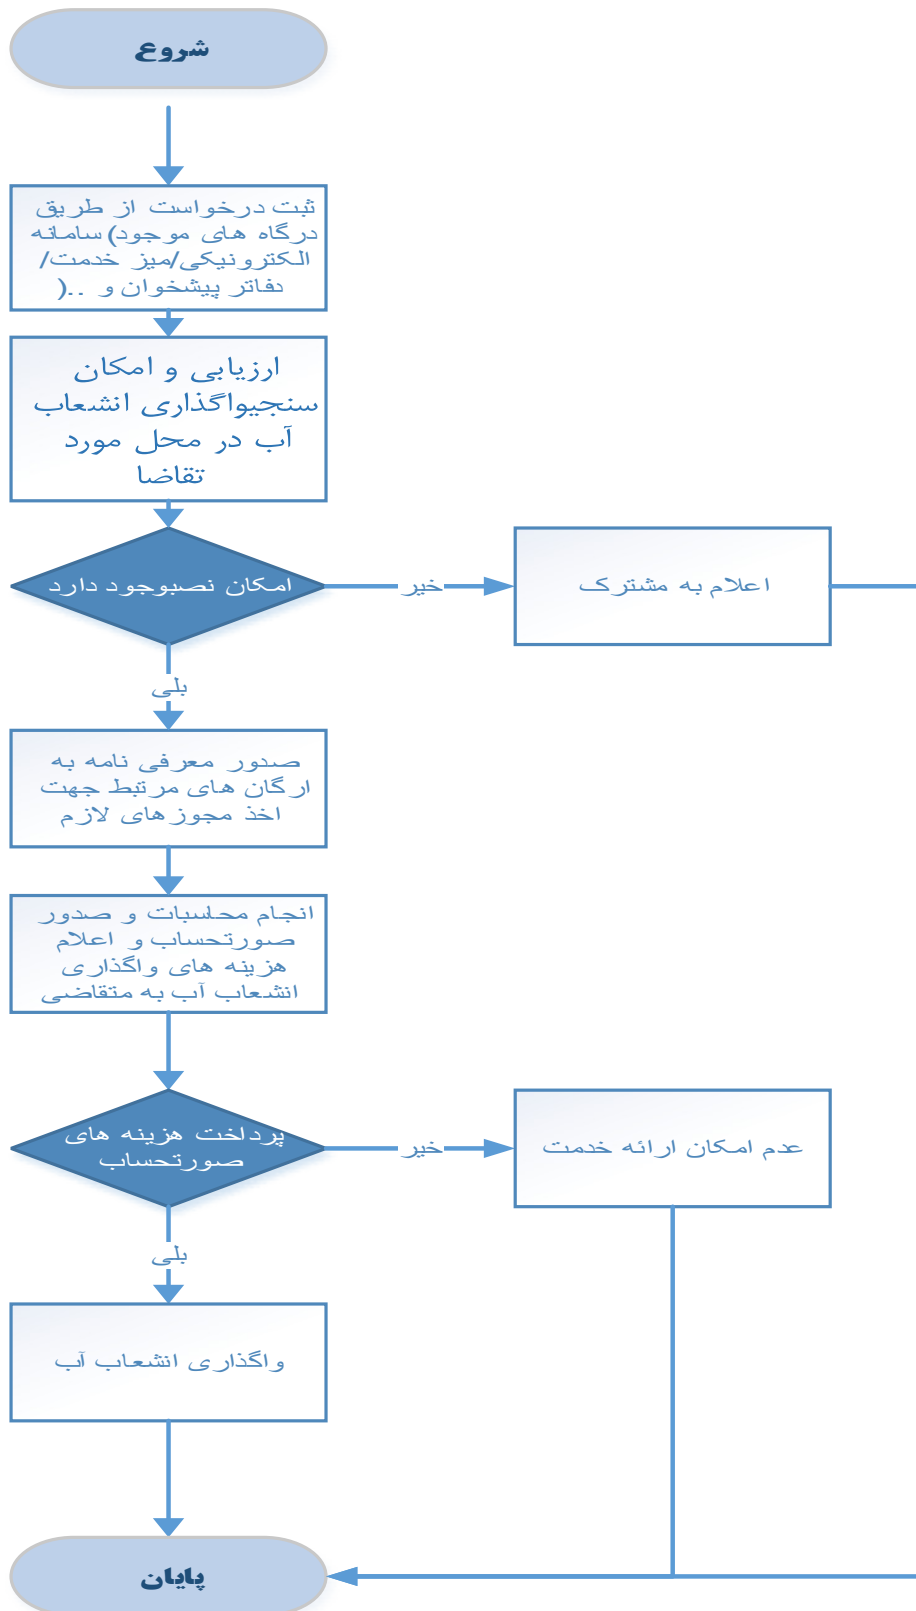 شروع
ثبت درخواست از طریق
درگاه های موجود)سامانه
الکترونیکی/میز خدمت/
دفاتر پیشخوان و ..(
ارزیابی و امکان
سنجیواگذاری انشعاب
آب در محل مورد
تقاضا
امکان نصبوجود دارد
خیر
اعلام به مشترک
بلی
صدور معرفی نامه به
ارگان های مرتبط جهت
اخذ مجوزهای لازم
انجام محاسبات و صدور
صورتحساب و اعلام
هزینه های واگذاری
انشعاب آب به متقاضی
پرداخت هزینه های
صورتحساب
خیر
عدم امکان ارائه خدمت
بلی
واگذاری انشعاب آب
پایان